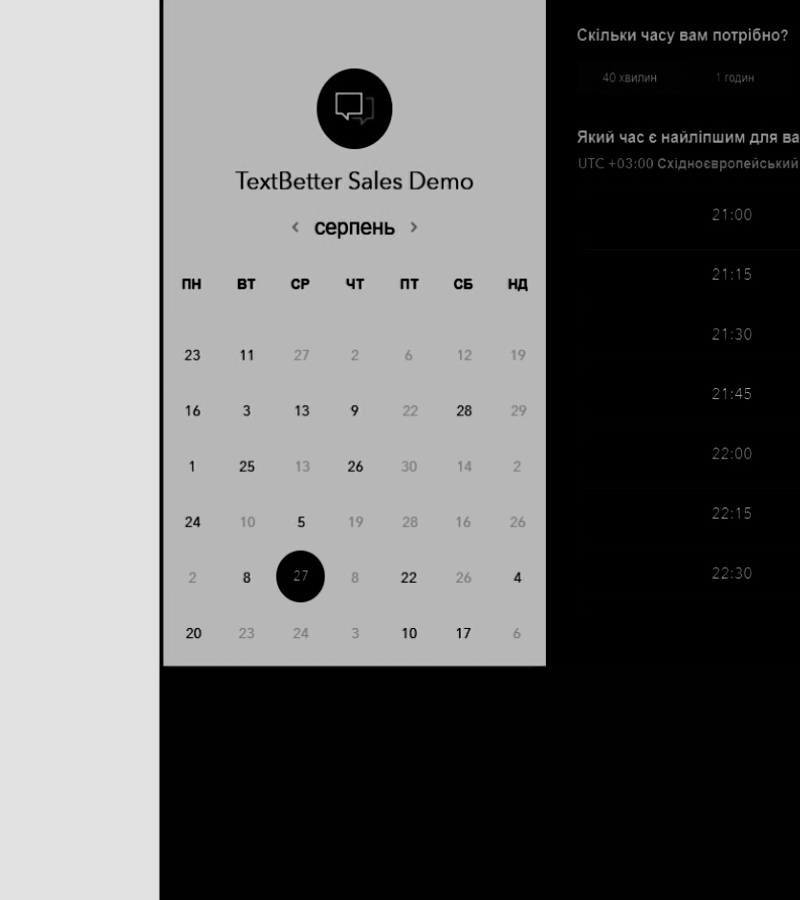 TextBetter Sales Demo
< серпень >
ПН ВТ СР ЧТ ПТ СБ НД
23 11 27 2 6 12 19
16 3 13 9 22 28 29
1 25 13 26 30 14 2
24 10 5 19 28 16 26
2 8 27 8 22 26 4
20 23 24 3 10 17 6
Скільки часу вам потрібно?
40 хвилин 1 годин
Який час є найліпшим для ва
UTC +03:00 Східноєвропейський
21:00
21:15
21:30
21:45
22:00
22:15
22:30